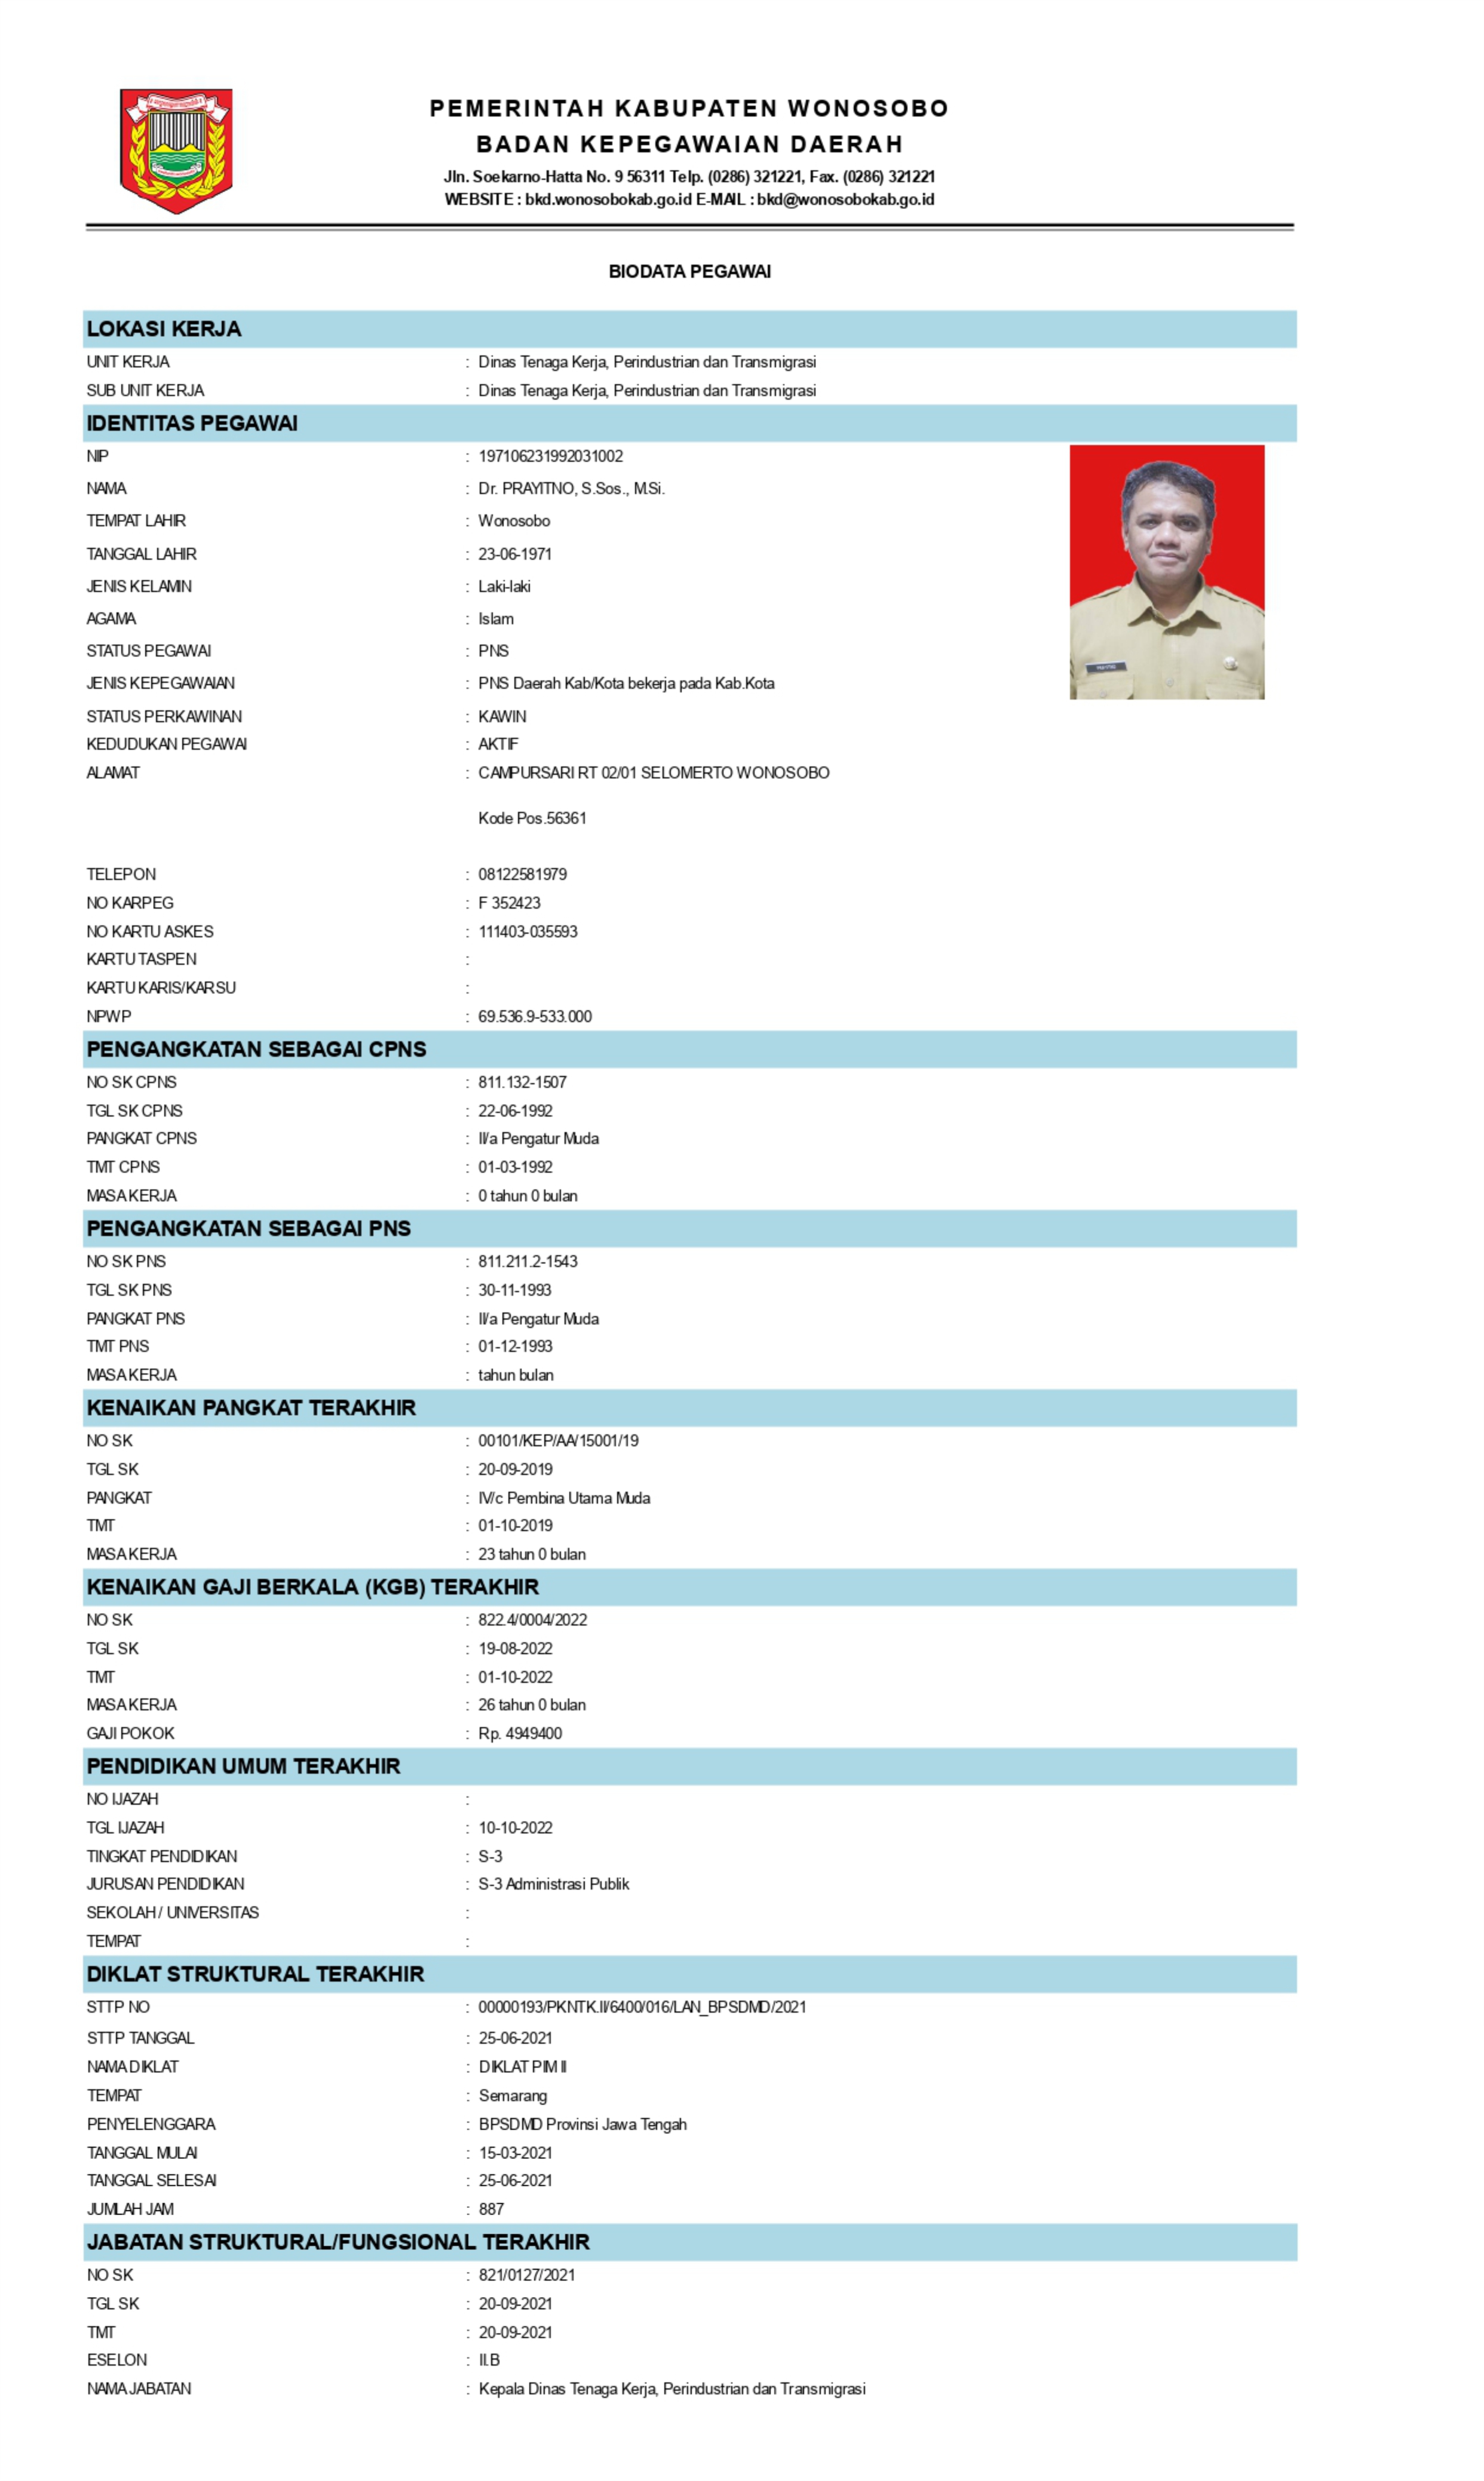 PEMERINTAH KABUPATEN WONOSOBO
BADAN KEPEGAWAIAN DAERAH
Jln. Soekarno-Hatta No. 9 56311 Telp. (0286) 321221, Fax. (0286) 321221
WEBSITE : bkd.wonosobokab.go.id E-MAIL : bkd@wonosobokab.go.id
BIODATA PEGAWAI
LOKASI KERJA
UNIT KERJA : Dinas Tenaga Kerja, Perindustrian dan Transmigrasi
SUB UNIT KERJA : Dinas Tenaga Kerja, Perindustrian dan Transmigrasi
IDENTITAS PEGAWAI
NIP : 197106231992031002
NAMA : Dr. PRAYITNO, S.Sos., M.Si.
TEMPAT LAHIR : Wonosobo
TANGGAL LAHIR : 23-06-1971
JENIS KELAMIN : Laki-laki
AGAMA : Islam
STATUS PEGAWAI : PNS
JENIS KEPEGAWAIAN : PNS Daerah Kab/Kota bekerja pada Kab.Kota
STATUS PERKAWINAN : KAWIN
KEDUDUKAN PEGAWAI : AKTIF
ALAMAT : CAMPURSARI RT 02/01 SELOMERTO WONOSOBO
Kode Pos.56361
TELEPON : 08122581979
NO KARPEG : F 352423
NO KARTU ASKES : 111403-035593
KARTU TASPEN :
KARTU KARIS/KARSU :
NPWP : 69.536.9-533.000
PENGANGKATAN SEBAGAI CPNS
NO SK CPNS : 811.132-1507
TGL SK CPNS : 22-06-1992
PANGKAT CPNS : II/a Pengatur Muda
TMT CPNS : 01-03-1992
MASA KERJA : 0 tahun 0 bulan
PENGANGKATAN SEBAGAI PNS
NO SK PNS : 811.211.2-1543
TGL SK PNS : 30-11-1993
PANGKAT PNS : II/a Pengatur Muda
TMT PNS : 01-12-1993
MASA KERJA : tahun bulan
KENAIKAN PANGKAT TERAKHIR
NO SK : 00101/KEP/AA/15001/19
TGL SK : 20-09-2019
PANGKAT : IV/c Pembina Utama Muda
TMT : 01-10-2019
MASA KERJA : 23 tahun 0 bulan
KENAIKAN GAJI BERKALA (KGB) TERAKHIR
NO SK : 822.4/0004/2022
TGL SK : 19-08-2022
TMT : 01-10-2022
MASA KERJA : 26 tahun 0 bulan
GAJI POKOK : Rp. 4949400
PENDIDIKAN UMUM TERAKHIR
NO IJAZAH :
TGL IJAZAH : 10-10-2022
TINGKAT PENDIDIKAN : S-3
JURUSAN PENDIDIKAN : S-3 Administrasi Publik
SEKOLAH / UNIVERSITAS :
TEMPAT :
DIKLAT STRUKTURAL TERAKHIR
STTP NO : 00000193/PKNTK.II/6400/016/LAN_BPSDMD/2021
STTP TANGGAL : 25-06-2021
NAMA DIKLAT : DIKLAT PIM II
TEMPAT : Semarang
PENYELENGGARA : BPSDMD Provinsi Jawa Tengah
TANGGAL MULAI : 15-03-2021
TANGGAL SELESAI : 25-06-2021
JUMLAH JAM : 887
JABATAN STRUKTURAL/FUNGSIONAL TERAKHIR
NO SK : 821/0127/2021
TGL SK : 20-09-2021
TMT : 20-09-2021
ESELON : II.B
NAMA JABATAN : Kepala Dinas Tenaga Kerja, Perindustrian dan Transmigrasi